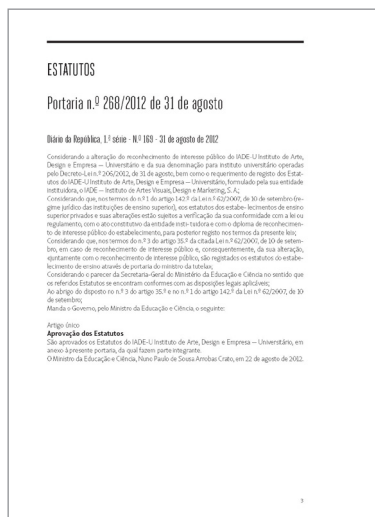 ESTATUTOS
Portaria n.º 268/2012 de 31 de agosto
Diário da República, 1.ª série - N.º 169 - 31 de agosto de 2012
Considerando a alteração do reconhecimento de interesse público do IADE-U Instituto de Arte,
Design e Empresa — Universitário e da sua denominação para instituto universitário operadas
pelo Decreto-Lei n.º 206/2012, de 31 de agosto, bem como o requerimento de registo dos Estat-
utos do IADE-U Instituto de Arte, Design e Empresa — Universitário, formulado pela sua entidade
instituidora, o IADE — Instituto de Artes Visuais, Design e Marketing, S. A.;
Considerando que, nos termos do n.º 1 do artigo 142.º da Lei n.º 62/2007, de 10 de setembro (re-
gime jurídico das instituições de ensino superior), «os estatutos dos estabe- lecimentos de ensino
superior privados e suas alterações estão sujeitos a verificação da sua conformidade com a lei ou
regulamento, com o ato constitutivo da entidade insti- tuidora e com o diploma de reconhecimen-
to de interesse público do estabelecimento, para posterior registo nos termos da presente lei»;
Considerando que, nos termos do n.º 3 do artigo 35.º da citada Lei n.º 62/2007, de 10 de setem-
bro, em caso de reconhecimento de interesse público e, consequentemente, da sua alteração,
«juntamente com o reconhecimento de interesse público, são registados os estatutos do estabe-
lecimento de ensino através de portaria do ministro da tutela»;
Considerando o parecer da Secretaria-Geral do Ministério da Educação e Ciência no sentido que
os referidos Estatutos se encontram conformes com as disposições legais aplicáveis;
Ao abrigo do disposto no n.º 3 do artigo 35.º e no n.º 1 do artigo 142.º da Lei n.º 62/2007, de 10
de setembro;
Manda o Governo, pelo Ministro da Educação e Ciência, o seguinte:
Artigo único
Aprovação dos Estatutos
São aprovados os Estatutos do IADE-U Instituto de Arte, Design e Empresa — Universitário, em
anexo à presente portaria, da qual fazem parte integrante.
O Ministro da Educação e Ciência, Nuno Paulo de Sousa Arrobas Crato, em 22 de agosto de 2012.
3